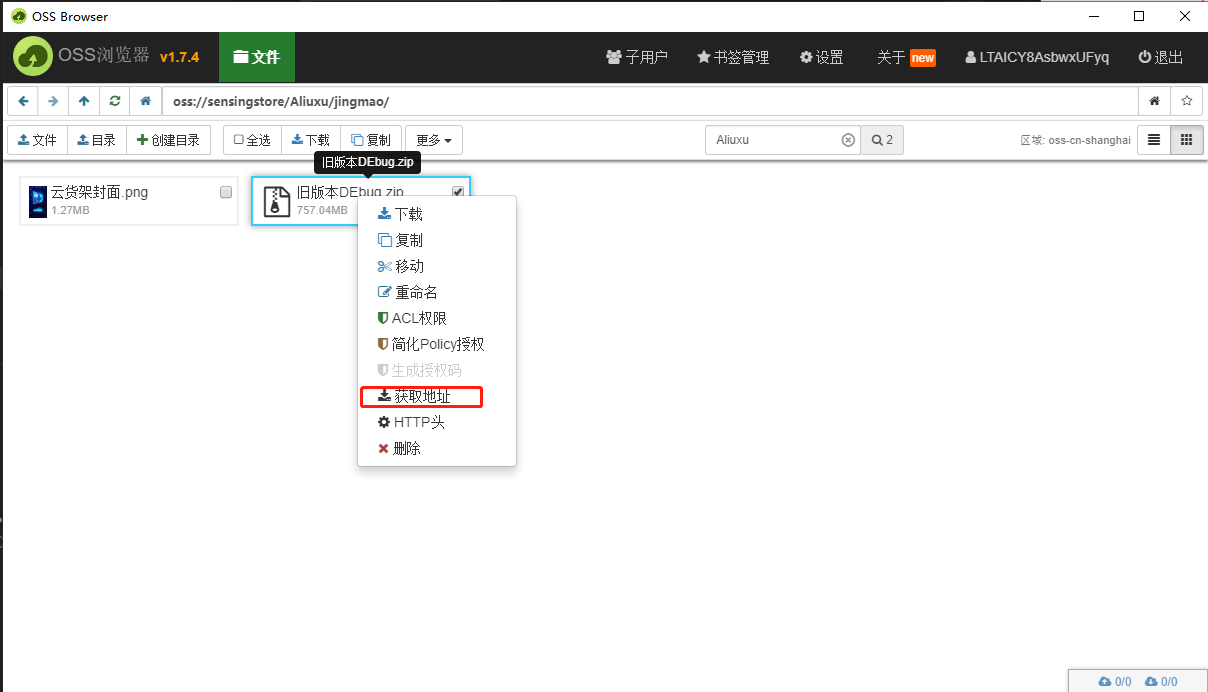 OSS Browser
OSS浏览器 v1.7.4 文件 子用户 书签管理 设置 关于 new LTAICY8AsbwxUFyq 退出
oss://sensingstore/Aliuxu/jingmao/
文件 目录 创建目录 全选 下载 复制 更多 Aliuxu 2 区域: oss-cn-shanghai
旧版本DEbug.zip
云货架封面.png
1.27MB
旧版本DEbug.zip
757.04MB
下载
复制
移动
重命名
ACL权限
简化Policy授权
生成授权码
获取地址
HTTP头
删除
0/0 0/0